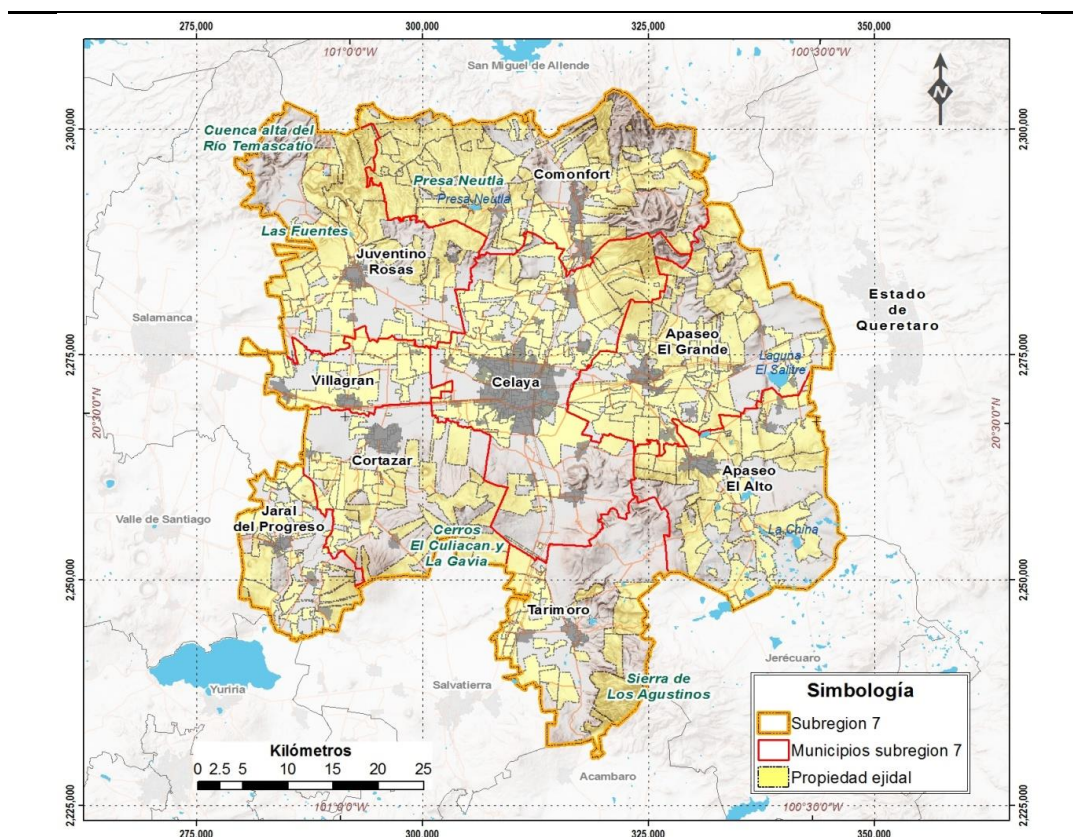 275,000
300,000
325,000
350,000
101°0'0"W
100°30'0"W
San Miguel de Allende
N
2,300,000
2,300,000
Cuenca alta del
Río Temascatío
Presa Neutla
Presa Neutla
Comonfort
Las Fuentes
Juventino
Rosas
Estado
de
Queretaro
Salamanca
Apaseo
El Grande
2,275,000
2,275,000
Laguna
El Salitre
Villagran
Celaya
20°30'0"N
20°30'0"N
Cortazar
Apaseo
El Alto
Jaral
del Progreso
Valle de Santiago
Cerros
El Culiacan y
La Gavia
La China
2,250,000
2,250,000
Tarimoro
Jerécuaro
Yuriria
Salvatierra
Sierra de
Los Agustinos
Simbología
Subregion 7
Municipios subregion 7
Propiedad ejidal
Kilómetros
0 2.5 5 10 15 20 25
Acambaro
2,225,000
2,225,000
101°0'0"W
100°30'0"W
275,000
300,000
325,000
350,000